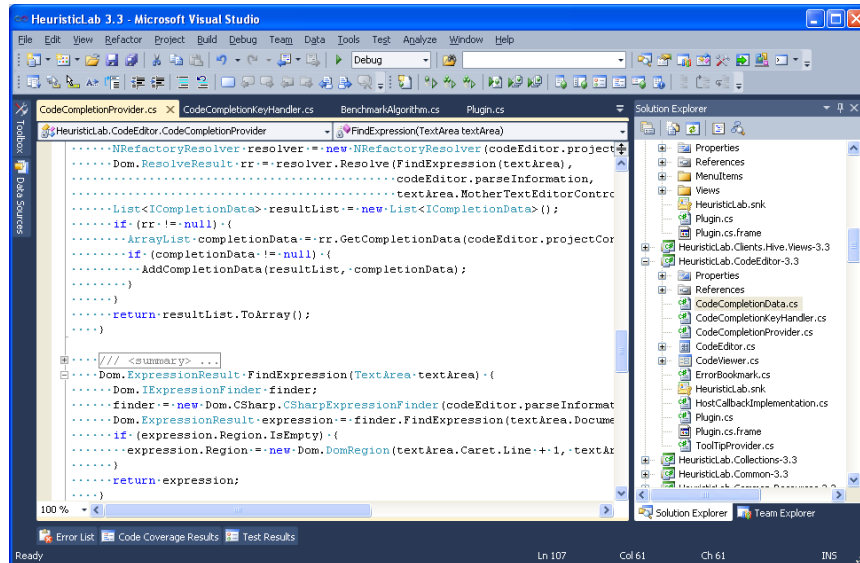 HeuristicLab 3.3 - Microsoft Visual Studio
File Edit View Refactor Project Build Debug Team Data Tools Test Analyze Window Help
Debug
CodeCompletionProvider.cs CodeCompletionKeyHandler.cs BenchmarkAlgorithm.cs Plugin.cs
HeuristicLab.CodeEditor.CodeCompletionProvider FindExpression(TextArea textArea)
Toolbox
Data Sources
NRefactoryResolver resolver = new NRefactoryResolver(codeEditor.project
Dom.ResolveResult rr = resolver.Resolve(FindExpression(textArea),
codeEditor.parseInformation,
textArea.MotherTextEditorContro
List<ICompletionData> resultList = new List<ICompletionData>();
if (rr != null) {
ArrayList completionData = rr.GetCompletionData(codeEditor.projectCon
if (completionData != null) {
AddCompletionData(resultList, completionData);
}
}
return resultList.ToArray();
}
/// <summary> ...
Dom.ExpressionResult FindExpression(TextArea textArea) {
Dom.IExpressionFinder finder;
finder = new Dom.CSharp.CSharpExpressionFinder(codeEditor.parseInformat
Dom.ExpressionResult expression = finder.FindExpression(textArea.Docume
if (expression.Region.IsEmpty) {
expression.Region = new Dom.DomRegion(textArea.Caret.Line + 1, textAr
}
return expression;
}
100 %
Solution Explorer
Properties
References
MenuItems
Views
HeuristicLab.snk
Plugin.cs
Plugin.cs.frame
HeuristicLab.Clients.Hive.Views-3.3
HeuristicLab.CodeEditor-3.3
Properties
References
CodeCompletionData.cs
CodeCompletionKeyHandler.cs
CodeCompletionProvider.cs
CodeEditor.cs
CodeViewer.cs
ErrorBookmark.cs
HeuristicLab.snk
HostCallbackImplementation.cs
Plugin.cs
Plugin.cs.frame
ToolTipProvider.cs
HeuristicLab.Collections-3.3
HeuristicLab.Common-3.3
Solution Explorer Team Explorer
Error List Code Coverage Results Test Results
Ready Ln 107 Col 61 Ch 61 INS